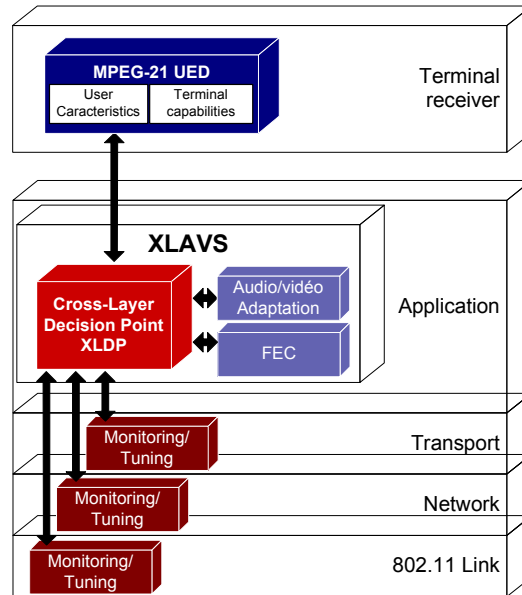 MPEG-21 UED
User
Caracteristics
Terminal
capabilities
Terminal
receiver
XLAVS
Cross-Layer
Decision Point
XLDP
Audio/vidéo
Adaptation
FEC
Application
Monitoring/
Tuning
Transport
Monitoring/
Tuning
Network
Monitoring/
Tuning
802.11 Link